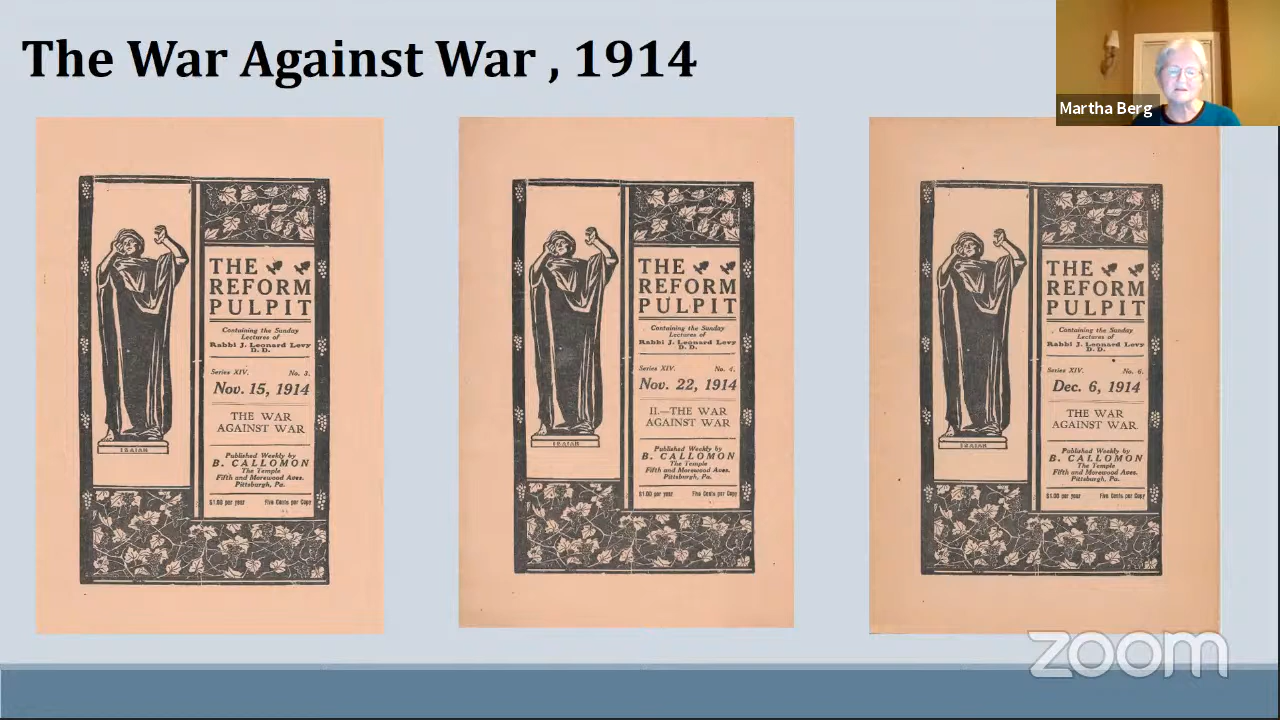 The War Against War , 1914
Martha Berg
THE
REFORM
PULPIT
Containing the Sunday
Lectures of
Rabbi J. Leonard Levy
D. D.
Series XIV. No. 3.
Nov. 15, 1914
THE WAR
AGAINST WAR
Published Weekly by
B. CALLOMON
The Temple
Fifth and Morewood Aves.
Pittsburgh, Pa.
$1.00 per year Five Cents per Copy
ISAIAH
THE
REFORM
PULPIT
Containing the Sunday
Lectures of
Rabbi J. Leonard Levy
D. D.
Series XIV. No. 4.
Nov. 22, 1914
II.—THE WAR
AGAINST WAR
Published Weekly by
B. CALLOMON
The Temple
Fifth and Morewood Aves.
Pittsburgh, Pa.
$1.00 per year Five Cents per Copy
ISAIAH
THE
REFORM
PULPIT
Containing the Sunday
Lectures of
Rabbi J. Leonard Levy
D. D.
Series XIV. No. 6.
Dec. 6, 1914
THE WAR
AGAINST WAR
Published Weekly by
B. CALLOMON
The Temple
Fifth and Morewood Aves.
Pittsburgh, Pa.
$1.00 per year Five Cents per Copy
ISAIAH
zoom